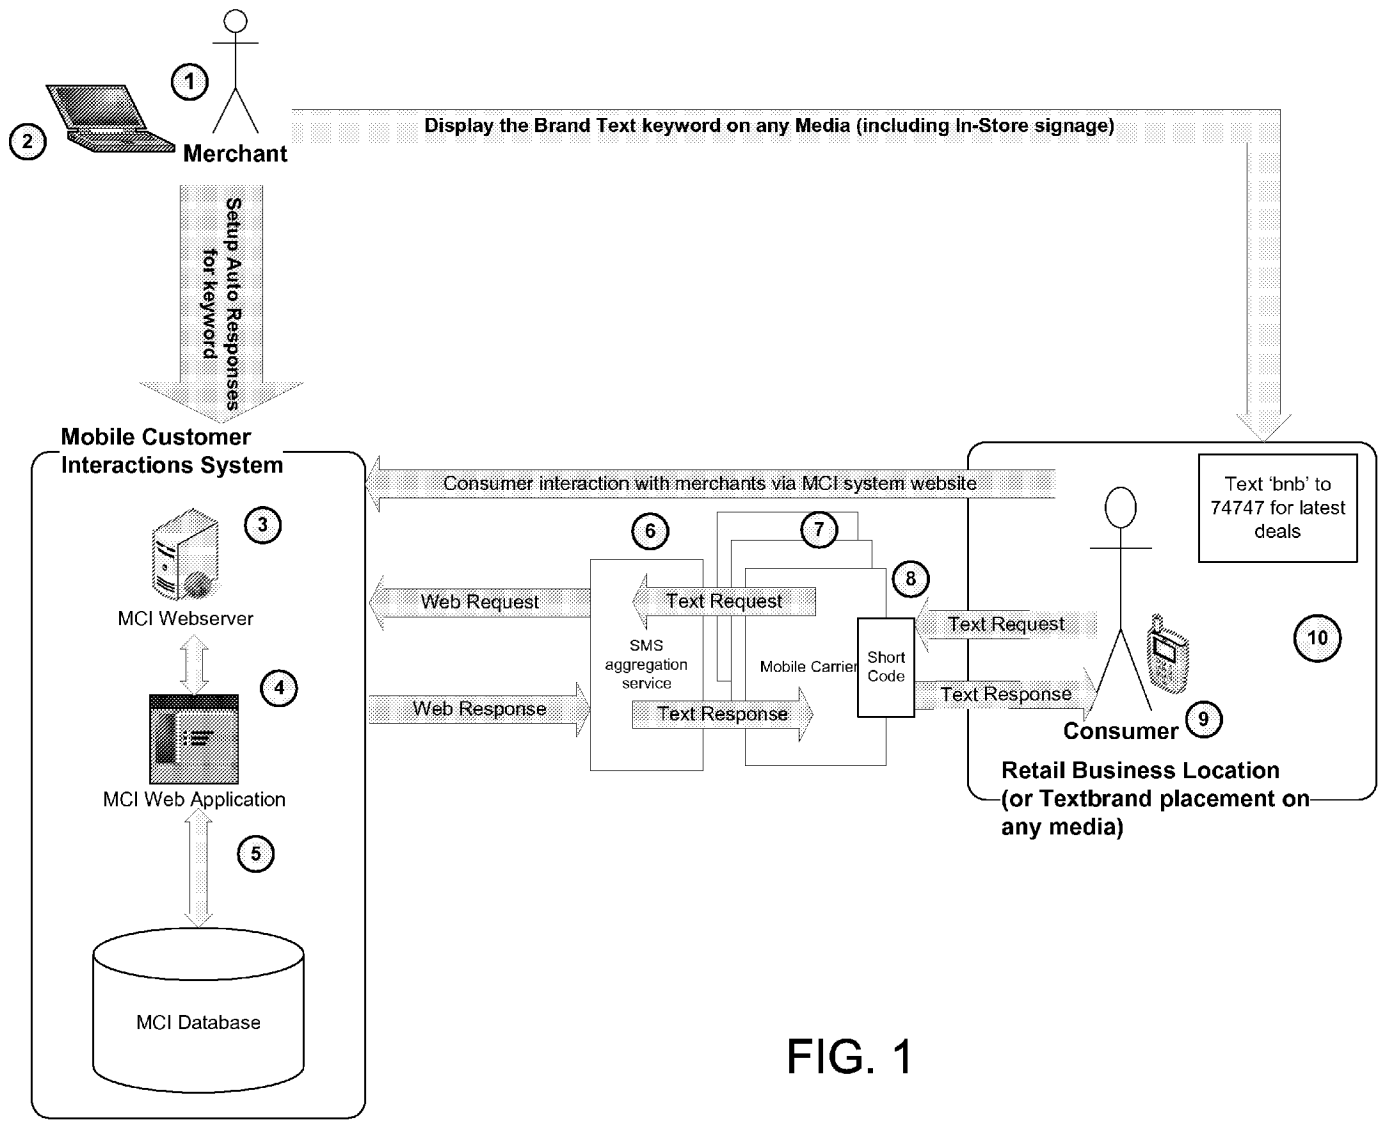 1
2
Merchant
Display the Brand Text keyword on any Media (including In-Store signage)
Setup Auto Responses
for keyword
Mobile Customer
Interactions System
3
MCI Webserver
4
MCI Web Application
5
MCI Database
Consumer interaction with merchants via MCI system website
6
7
8
Web Request
Text Request
Text Request
SMS
aggregation
service
Mobile Carrier
Short
Code
Web Response
Text Response
Text Response
Text ‘bnb’ to
74747 for latest
deals
10
Consumer
9
Retail Business Location
(or Textbrand placement on
any media)
FIG. 1